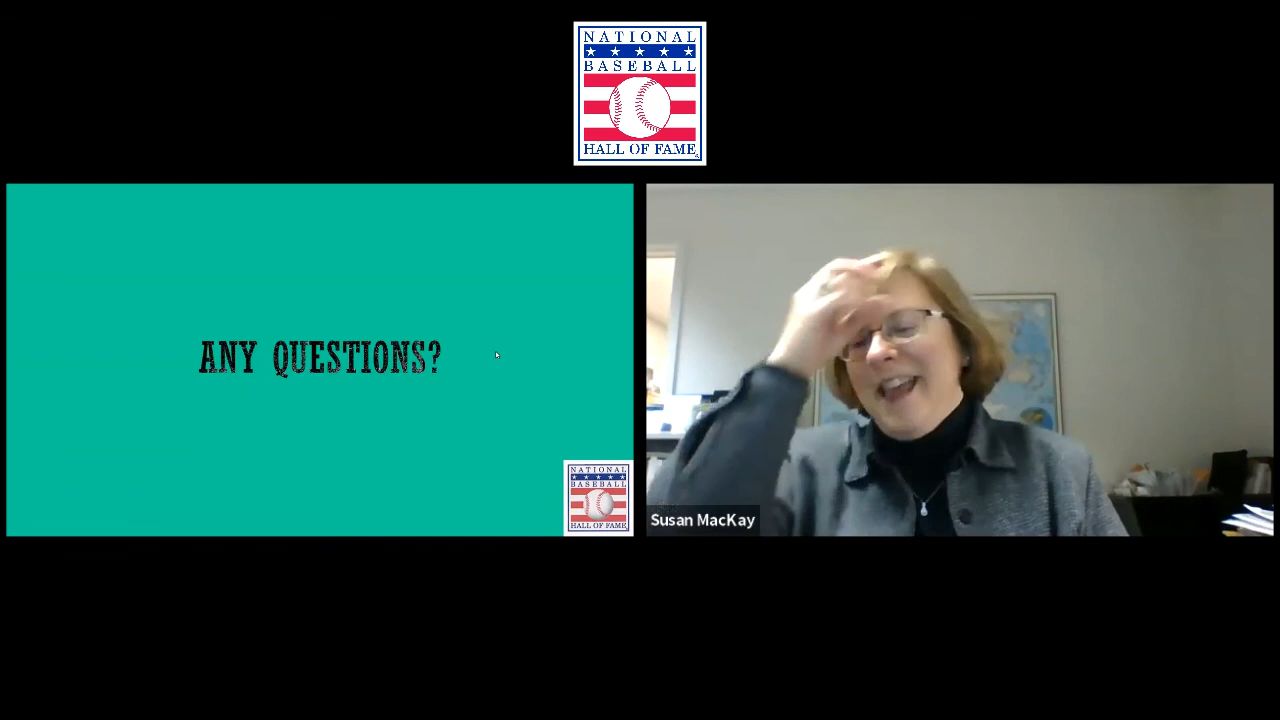 NATIONAL
BASEBALL
HALL OF FAME
ANY QUESTIONS?
NATIONAL
BASEBALL
HALL OF FAME
Susan MacKay